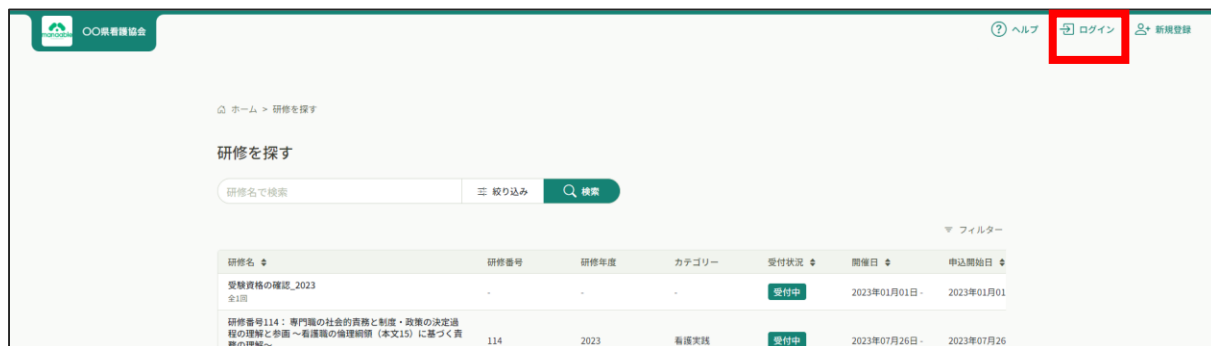 manaable
〇〇県看護協会
ヘルプ
ログイン
新規登録
ホーム > 研修を探す
研修を探す
研修名で検索
絞り込み
検索
フィルター
研修名 研修番号 研修年度 カテゴリー 受付状況 開催日 申込開始日
受験資格の確認_2023
全1回
- - - 受付中 2023年01月01日 - 2023年01月01
研修番号114： 専門職の社会的責務と制度・政策の決定過
程の理解と参画 ～看護職の倫理綱領（本文15）に基づく責
務の理解～
114 2023 看護実践 受付中 2023年07月26日 - 2023年07月26